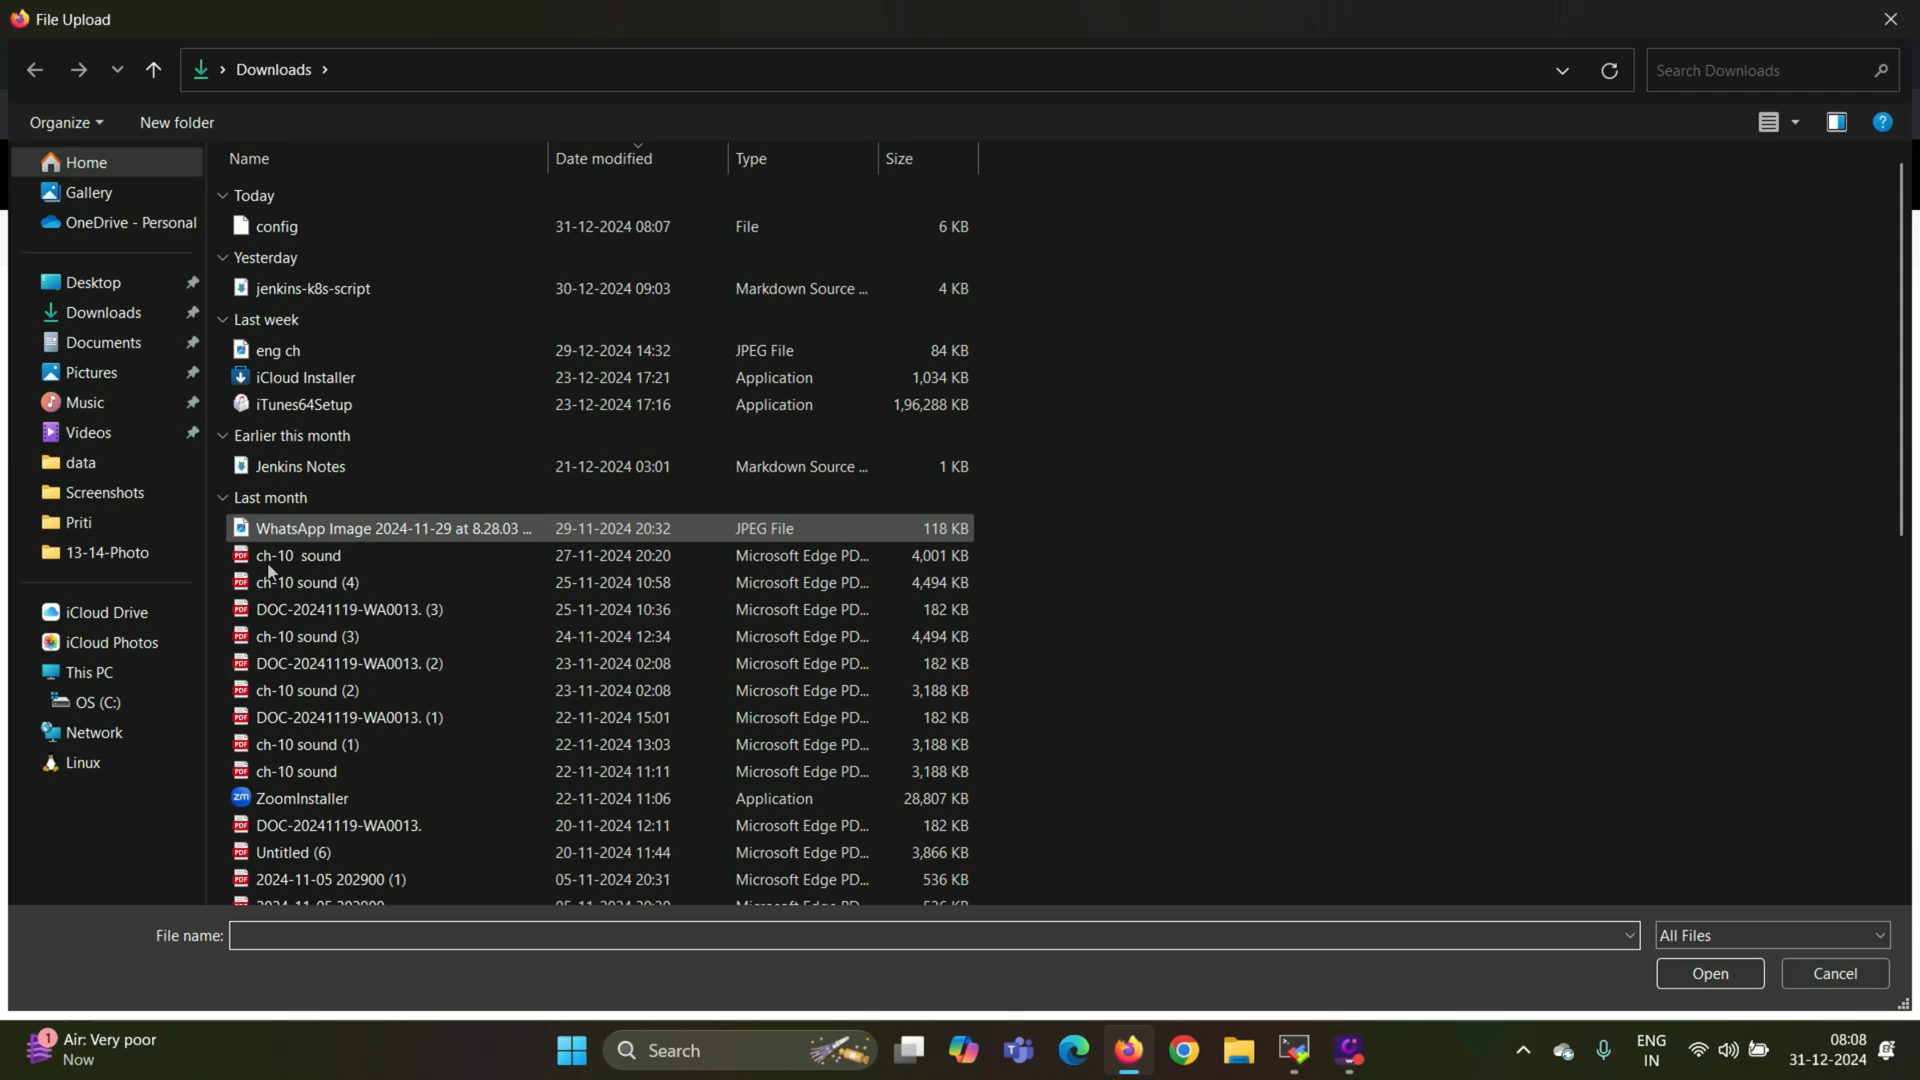 File Upload
Downloads
Search Downloads
Organize
New folder
Name Date modified Type Size
Home
Gallery
OneDrive - Personal
Desktop
Downloads
Documents
Pictures
Music
Videos
data
Screenshots
Priti
13-14-Photo
iCloud Drive
iCloud Photos
This PC
OS (C:)
Network
Linux
Today
config 31-12-2024 08:07 File 6 KB
Yesterday
jenkins-k8s-script 30-12-2024 09:03 Markdown Source ... 4 KB
Last week
eng ch 29-12-2024 14:32 JPEG File 84 KB
iCloud Installer 23-12-2024 17:21 Application 1,034 KB
iTunes64Setup 23-12-2024 17:16 Application 1,96,288 KB
Earlier this month
Jenkins Notes 21-12-2024 03:01 Markdown Source ... 1 KB
Last month
WhatsApp Image 2024-11-29 at 8.28.03 ... 29-11-2024 20:32 JPEG File 118 KB
ch-10 sound 27-11-2024 20:20 Microsoft Edge PD... 4,001 KB
ch-10 sound (4) 25-11-2024 10:58 Microsoft Edge PD... 4,494 KB
DOC-20241119-WA0013. (3) 25-11-2024 10:36 Microsoft Edge PD... 182 KB
ch-10 sound (3) 24-11-2024 12:34 Microsoft Edge PD... 4,494 KB
DOC-20241119-WA0013. (2) 23-11-2024 02:08 Microsoft Edge PD... 182 KB
ch-10 sound (2) 23-11-2024 02:08 Microsoft Edge PD... 3,188 KB
DOC-20241119-WA0013. (1) 22-11-2024 15:01 Microsoft Edge PD... 182 KB
ch-10 sound (1) 22-11-2024 13:03 Microsoft Edge PD... 3,188 KB
ch-10 sound 22-11-2024 11:11 Microsoft Edge PD... 3,188 KB
zm ZoomInstaller 22-11-2024 11:06 Application 28,807 KB
DOC-20241119-WA0013. 20-11-2024 12:11 Microsoft Edge PD... 182 KB
Untitled (6) 20-11-2024 11:44 Microsoft Edge PD... 3,866 KB
2024-11-05 202900 (1) 05-11-2024 20:31 Microsoft Edge PD... 536 KB
File name:
All Files
Open
Cancel
1
Air: Very poor
Now
Search
ENG
IN
08:08
31-12-2024